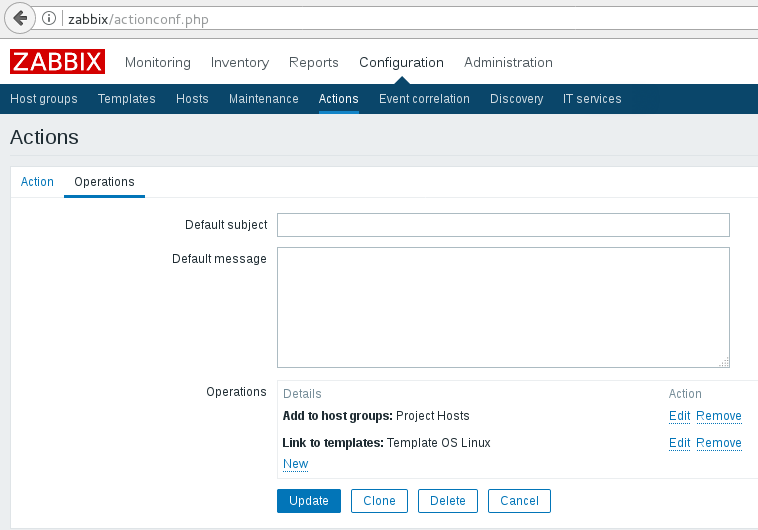 zabbix/actionconf.php
ZABBIX Monitoring Inventory Reports Configuration Administration
Host groups Templates Hosts Maintenance Actions Event correlation Discovery IT services
Actions
Action Operations
Default subject
Default message
Operations Details Action
Add to host groups: Project Hosts Edit Remove
Link to templates: Template OS Linux Edit Remove
New
Update Clone Delete Cancel